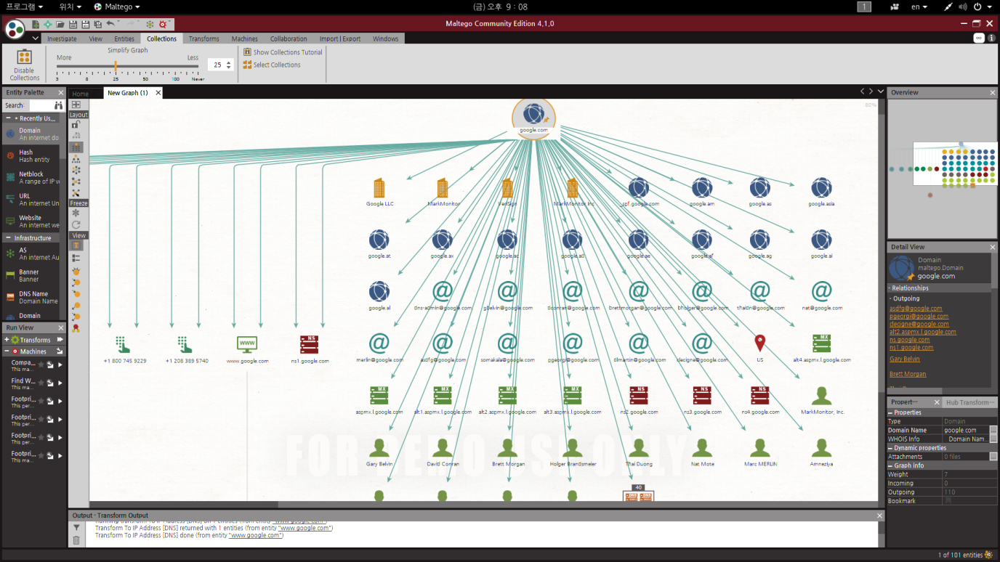 프로그램 위치 Maltego (금) 오후 9 : 08 1 en
Maltego Community Edition 4.1.0
Investigate View Entities Collections Transforms Machines Collaboration Import | Export Windows
Disable Collections
Simplify Graph
More Less
3 8 25 50 100 Never
25
Show Collections Tutorial
Select Collections
Entity Palette
Search:
Recently Us...
Domain
An internet do
Hash
Hash entity
Netblock
A range of IP v
URL
An internet Un
Website
An internet we
Infrastructure
AS
An internet Au
Banner
Banner
DNS Name
Domain Name
Domain
Run View
Transforms
Machines
Compa...
This ma...
Find W...
This ma...
Footpri...
This per...
Footpri...
This per...
Footpri...
This per...
Footpri...
This ma...
Home New Graph (1)
Layout
Freeze
View
80%
google.com
Google LLC MarkMonitor VeriSign MarkMonitor Inc. spf.google.com google.am google.as google.asia
google.at google.ax google.ac google.ad google.ae google.af google.ag google.al
google.al dns-admin@google.com gbelvin@google.com dconran@google.com brettmorgan@google.com bholger@google.com thaidn@google.com nat@google.com
+1 800 745 9229 +1 208 389 5740 www.google.com ns1.google.com merlin@google.com asdfg@google.com somakala@google.com pgeorgi@google.com dlmartin@google.com clecigne@google.com US alt4.aspmx.l.google.com
aspmx.l.google.com alt1.aspmx.l.google.com alt2.aspmx.l.google.com alt3.aspmx.l.google.com ns2.google.com ns3.google.com ns4.google.com MarkMonitor, Inc.
Gary Belvin David Conran Brett Morgan Holger Brandsmeier Thai Duong Nat Mote Marc MERLIN Amneziya
FOR DEMO USE ONLY
40
Output - Transform Output
Running transform To IP Address [DNS] on 1 entities (from entity "www.google.com")
Transform To IP Address [DNS] returned with 1 entities (from entity "www.google.com")
Transform To IP Address [DNS] done (from entity "www.google.com")
Overview
Detail View
Domain
maltego.Domain
google.com
- Relationships
- Outgoing
asdfg@google.com
pgeorgi@google.com
clecigne@google.com
alt2.aspmx.l.google.com
ns.google.com
ns1.google.com
Gary Belvin
Brett Morgan
Propert··· Hub Transform···
Properties
Type Domain
Domain Name google.com
WHOIS Info Domain Nam...
Dynamic properties
Attachments 0 files
Graph info
Weight 7
Incoming 0
Outgoing 110
Bookmark
1 of 101 entities